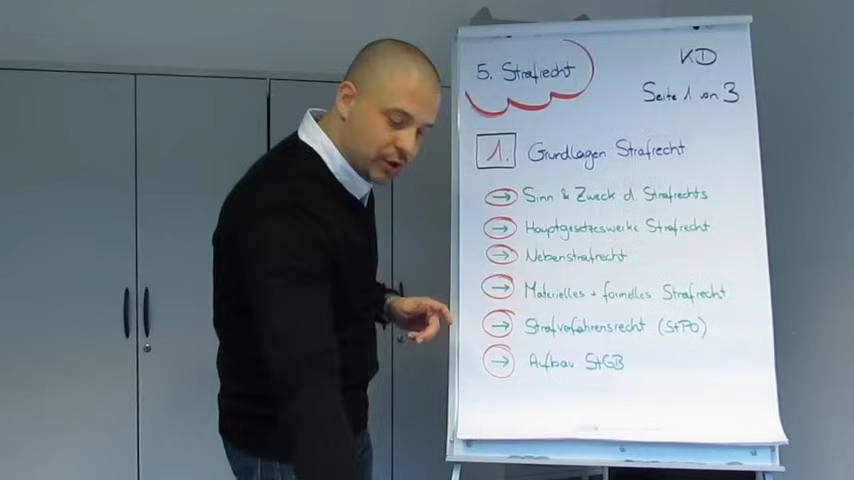 5. Strafrecht
KD
Seite 1 von 3
1. Grundlagen Strafrecht
→ Sinn & Zweck d. Strafrechts
→ Hauptgesetzeswerke Strafrecht
→ Nebenstrafrecht
→ Materielles + formelles Strafrecht
→ Strafverfahrensrecht (StPO)
→ Aufbau StGB